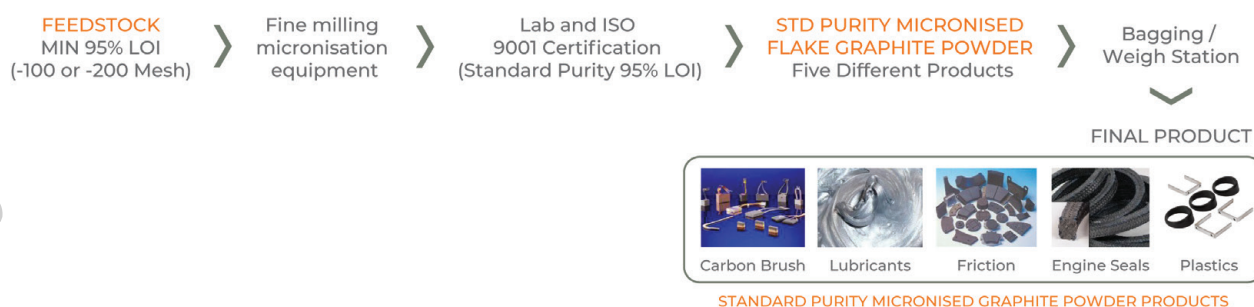 FEEDSTOCK
MIN 95% LOI
(-100 or -200 Mesh)
Fine milling
micronisation
equipment
Lab and ISO
9001 Certification
(Standard Purity 95% LOI)
STD PURITY MICRONISED
FLAKE GRAPHITE POWDER
Five Different Products
Bagging /
Weigh Station
FINAL PRODUCT
Carbon Brush
Lubricants
Friction
Engine Seals
Plastics
STANDARD PURITY MICRONISED GRAPHITE POWDER PRODUCTS